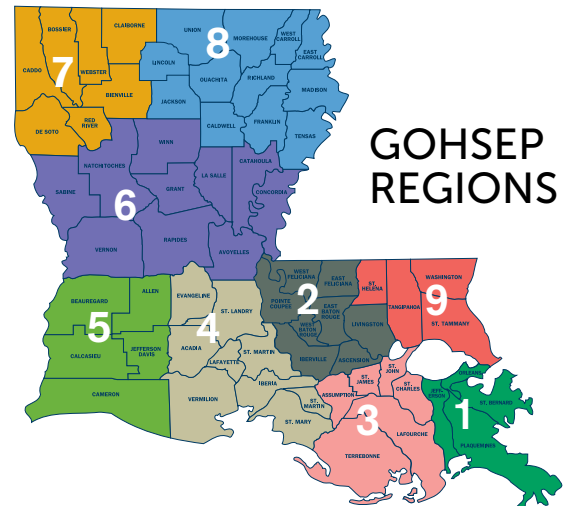 GOHSEP
REGIONS
BOSSIER
CLAIBORNE
CADDO
7
WEBSTER
BIENVILLE
DE SOTO
RED
RIVER
UNION
8
MOREHOUSE
WEST
CARROLL
EAST
CARROLL
LINCOLN
OUACHITA
RICHLAND
MADISON
JACKSON
CALDWELL
FRANKLIN
TENSAS
WINN
NATCHITOCHES
LA SALLE
CATAHOULA
SABINE
6
GRANT
CONCORDIA
VERNON
RAPIDES
AVOYELLES
BEAUREGARD
ALLEN
5
CALCASIEU
JEFFERSON
DAVIS
CAMERON
EVANGELINE
ST. LANDRY
4
ACADIA
LAFAYETTE
ST. MARTIN
VERMILION
IBERIA
ST.
MARTIN
ST. MARY
WEST
FELICIANA
EAST
FELICIANA
POINTE
COUPEE
2
EAST
BATON
ROUGE
WEST
BATON
ROUGE
LIVINGSTON
IBERVILLE
ASCENSION
ST.
HELENA
TANGIPAHOA
WASHINGTON
9
ST. TAMMANY
ST.
JAMES
ST.
JOHN
ST.
CHARLES
ASSUMPTION
3
LAFOURCHE
TERREBONNE
ORLEANS
JEFF-
ERSON
1
ST. BERNARD
PLAQUEMINES